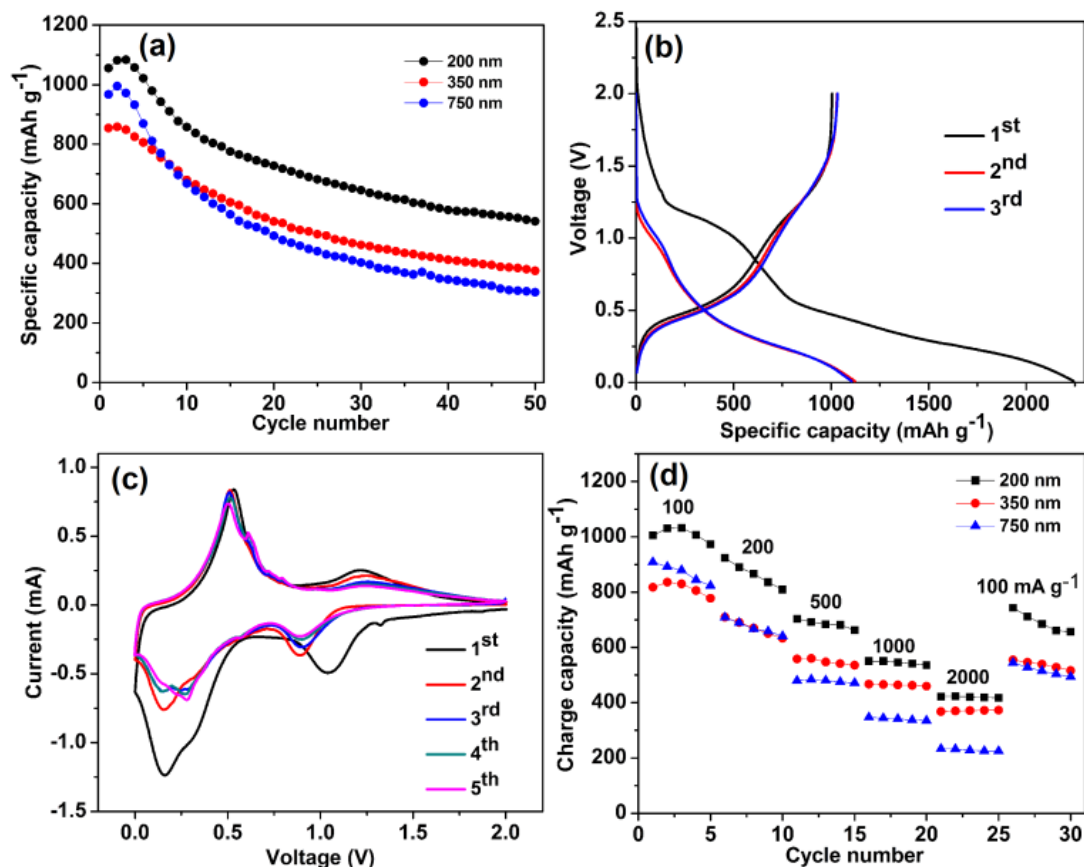 (a)
200 nm
350 nm
750 nm
Specific capacity (mAh g⁻¹)
1200
1000
800
600
400
200
0
0 10 20 30 40 50
Cycle number
(b)
1st
2nd
3rd
Voltage (V)
2.5
2.0
1.5
1.0
0.5
0.0
0 500 1000 1500 2000
Specific capacity (mAh g⁻¹)
(c)
1st
2nd
3rd
4th
5th
Current (mA)
1.0
0.5
0.0
-0.5
-1.0
-1.5
0.0 0.5 1.0 1.5 2.0
Voltage (V)
(d)
200 nm
350 nm
750 nm
100
200
500
1000
2000
100 mA g⁻¹
Charge capacity (mAh g⁻¹)
1200
1000
800
600
400
200
0
0 5 10 15 20 25 30
Cycle number